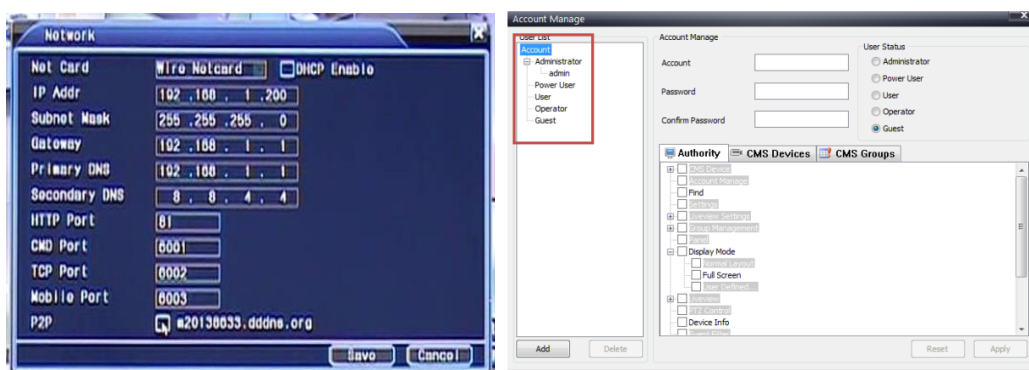 Network
Net Card Wire Netcard DHCP Enable
IP Addr 192 .168 . 1 .200
Subnet Mask 255 .255 .255 . 0
Gateway 192 .168 . 1 . 1
Primary DNS 192 .168 . 1 . 1
Secondary DNS 8 . 8 . 4 . 4
HTTP Port 81
CMD Port 6001
TCP Port 6002
Mobile Port 6003
P2P m20138633.dddns.org
Save Cancel
Account Manage
User List
Account
Administrator
admin
Power User
User
Operator
Guest
Add Delete
Account Manage
Account
Password
Confirm Password
User Status
Administrator
Power User
User
Operator
Guest
Authority CMS Devices CMS Groups
CMS Device
Account Manage
Find
Settings
Liveview Settings
Group Management
Panel
Display Mode
Normal Layout
Full Screen
User Defined...
Liveview
PTZ Control
Device Info
Event Filter
Reset Apply